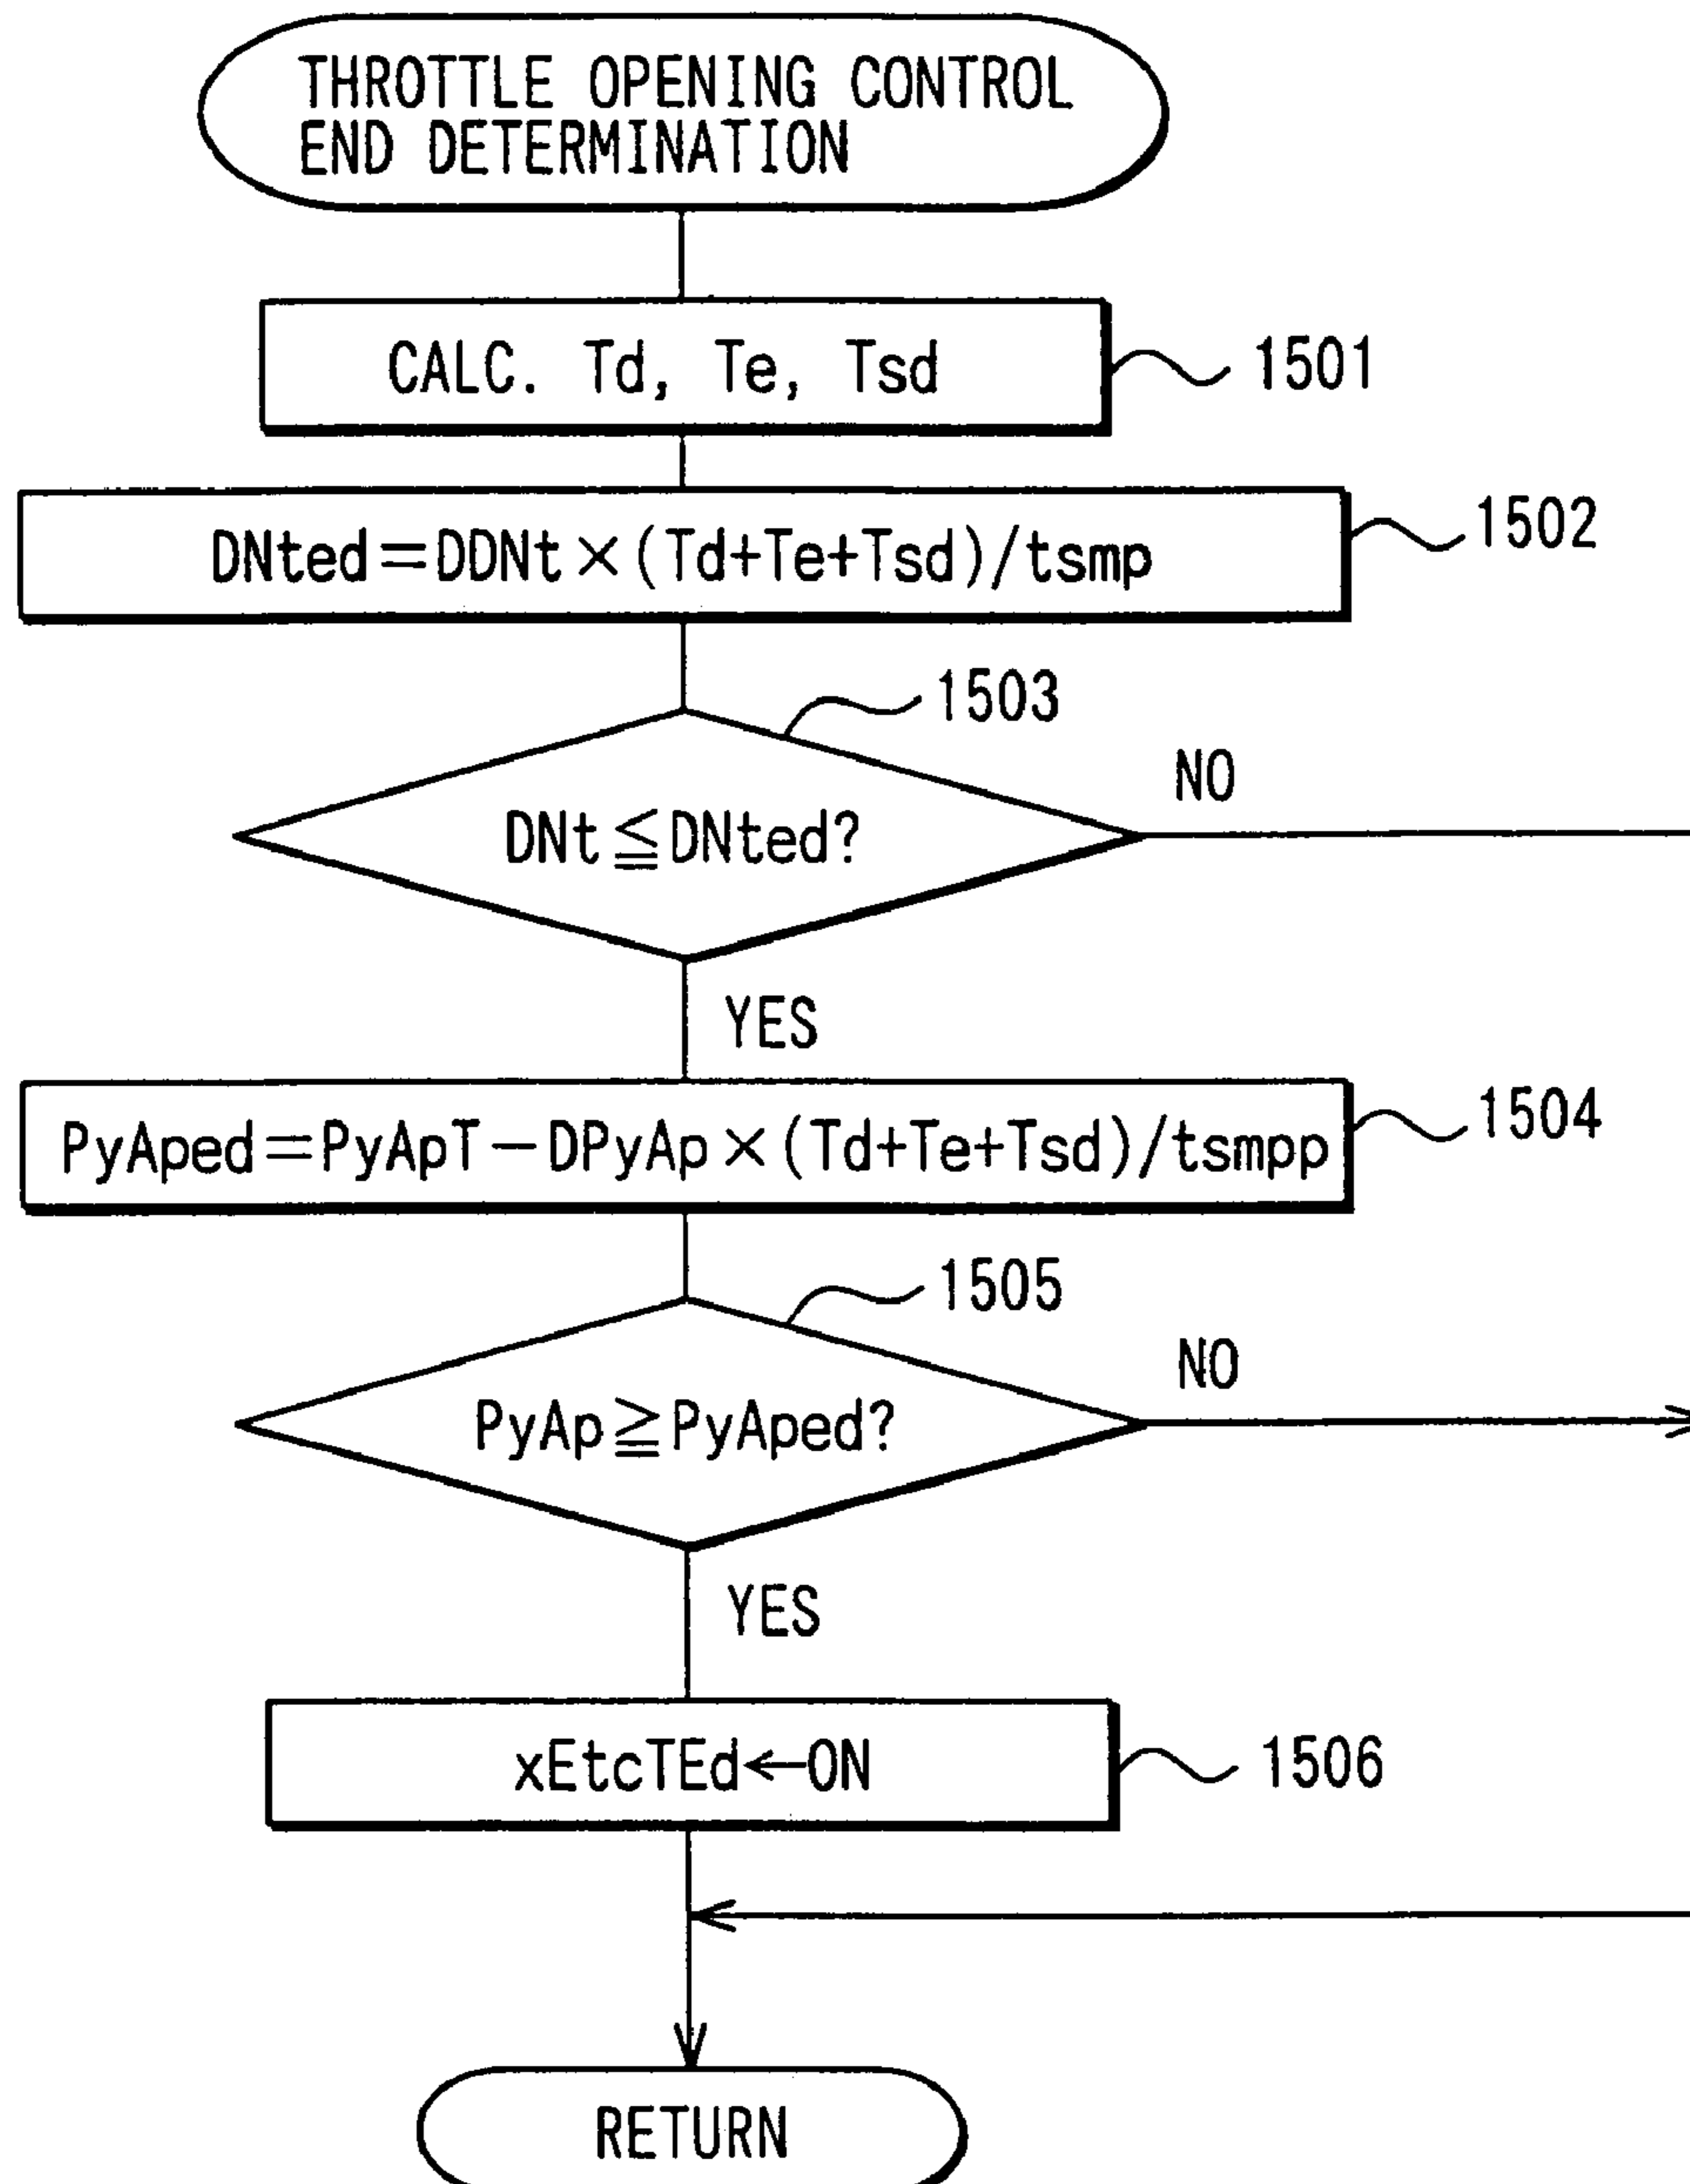 THROTTLE OPENING CONTROL
END DETERMINATION
CALC. Td, Te, Tsd
1501
DNted=DDNt×(Td+Te+Tsd)/tsmp
1502
1503
DNt≦DNted?
NO
YES
PyAped=PyApT-DPyAp×(Td+Te+Tsd)/tsmpp
1504
1505
PyAp≧PyAped?
NO
YES
xEtcTEd←ON
1506
RETURN